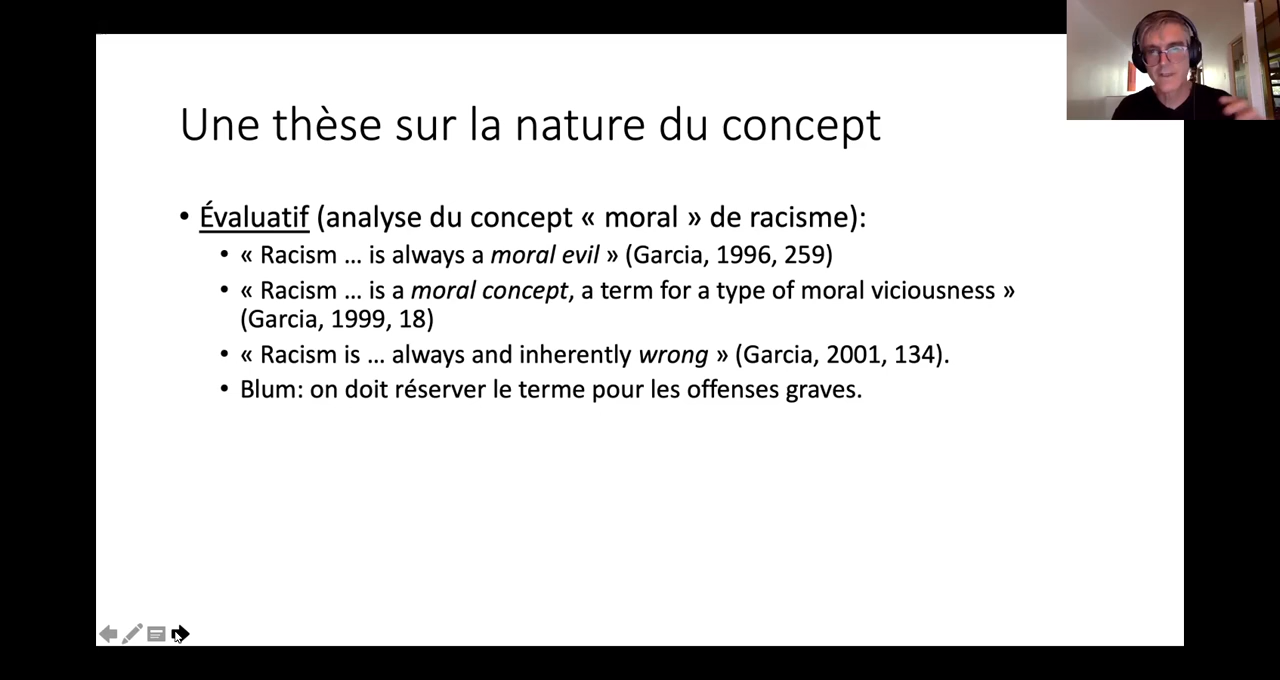 Une thèse sur la nature du concept
• Évaluatif (analyse du concept « moral » de racisme):
• « Racism … is always a moral evil » (Garcia, 1996, 259)
• « Racism … is a moral concept, a term for a type of moral viciousness »
(Garcia, 1999, 18)
• « Racism is … always and inherently wrong » (Garcia, 2001, 134).
• Blum: on doit réserver le terme pour les offenses graves.